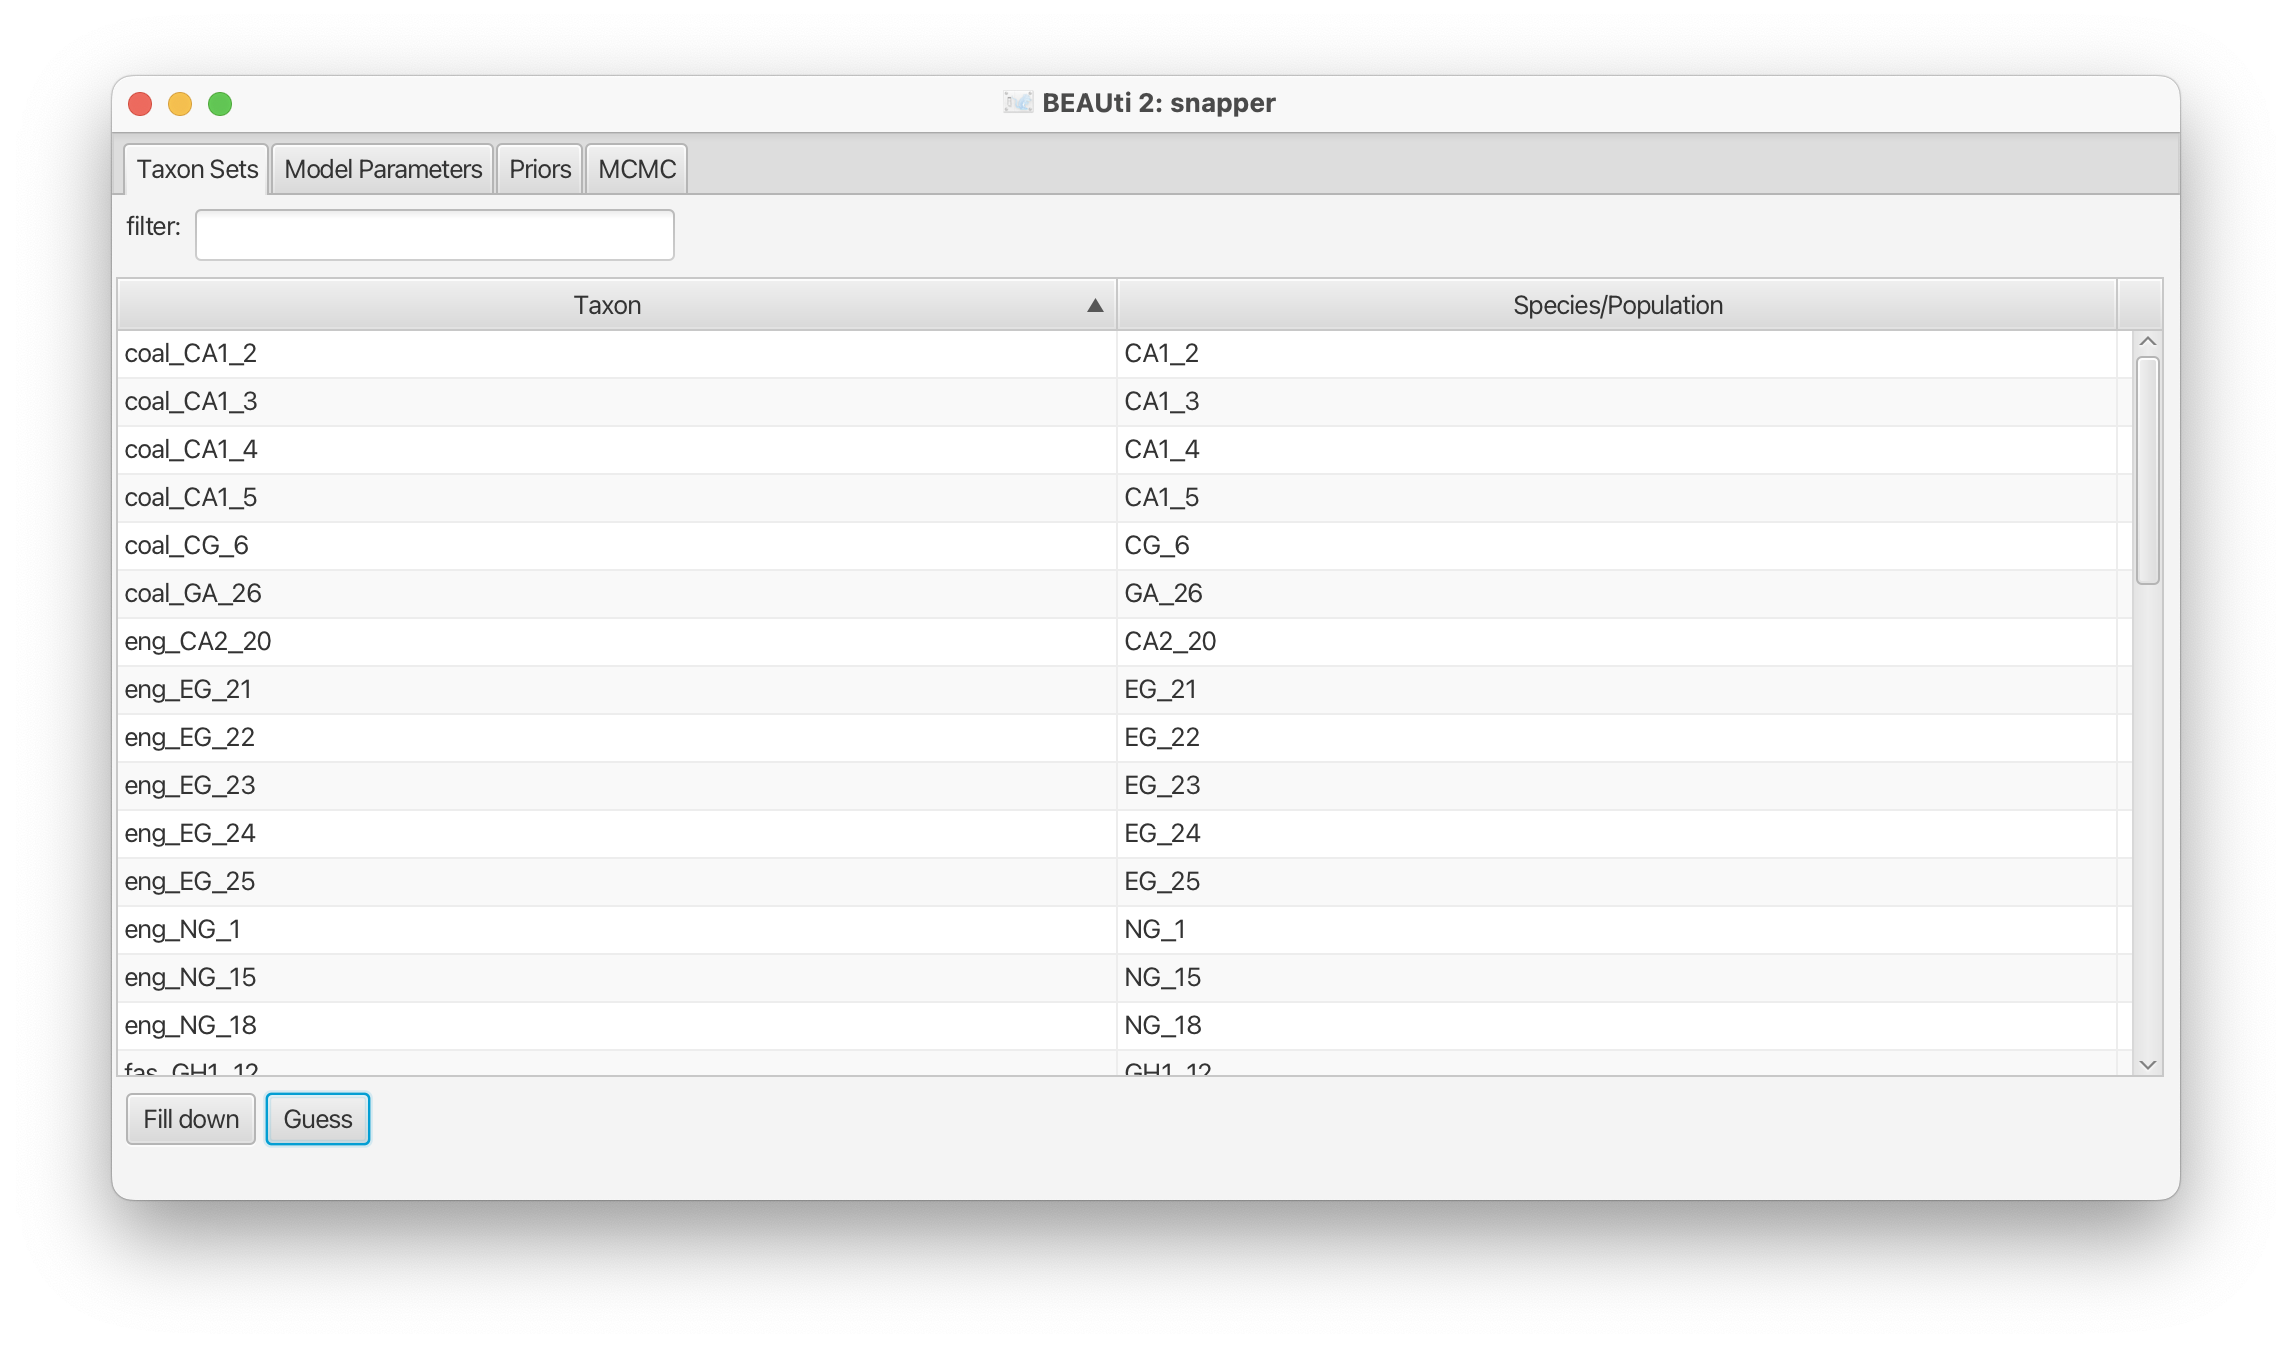 BEAUti 2: snapper
Taxon Sets Model Parameters Priors MCMC
filter:
Taxon Species/Population
coal_CA1_2 CA1_2
coal_CA1_3 CA1_3
coal_CA1_4 CA1_4
coal_CA1_5 CA1_5
coal_CG_6 CG_6
coal_GA_26 GA_26
eng_CA2_20 CA2_20
eng_EG_21 EG_21
eng_EG_22 EG_22
eng_EG_23 EG_23
eng_EG_24 EG_24
eng_EG_25 EG_25
eng_NG_1 NG_1
eng_NG_15 NG_15
eng_NG_18 NG_18
fas_GH1_12 GH1_12
Fill down Guess